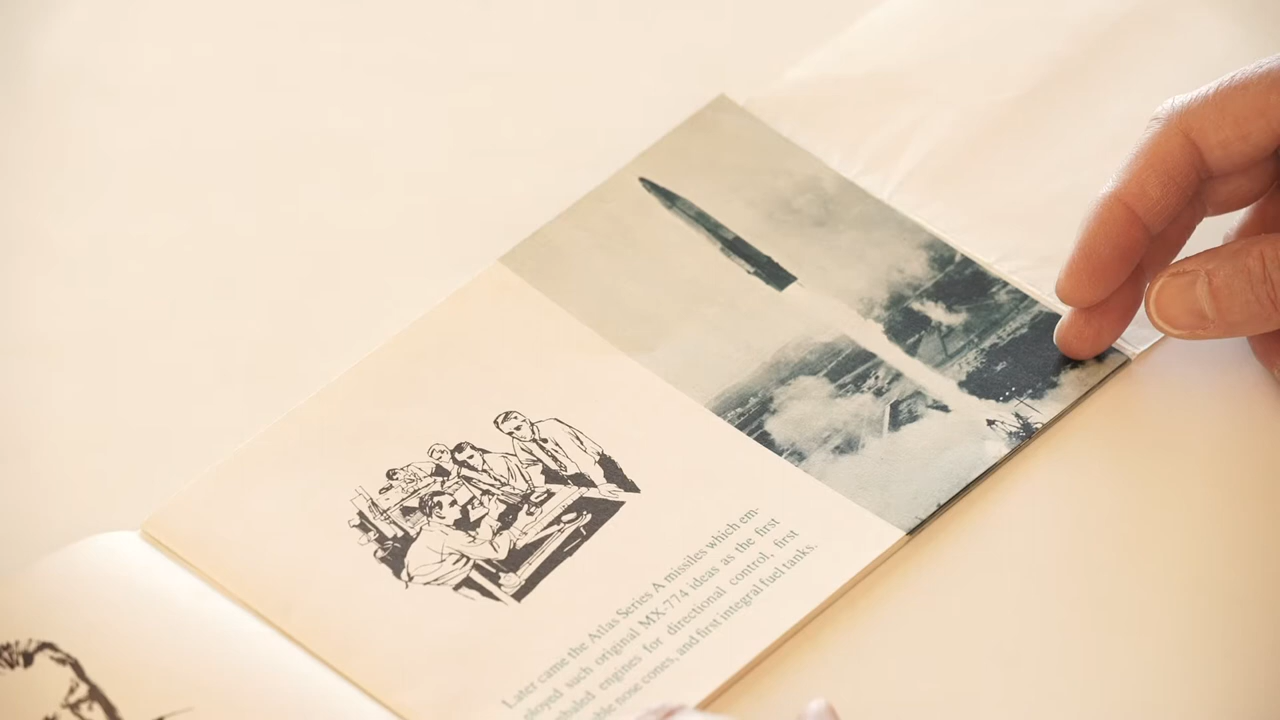 Later came the Atlas Series A missiles which em-
ployed such original MX-774 ideas as the first
engines for directional control, first
nose cones, and first integral fuel tanks.